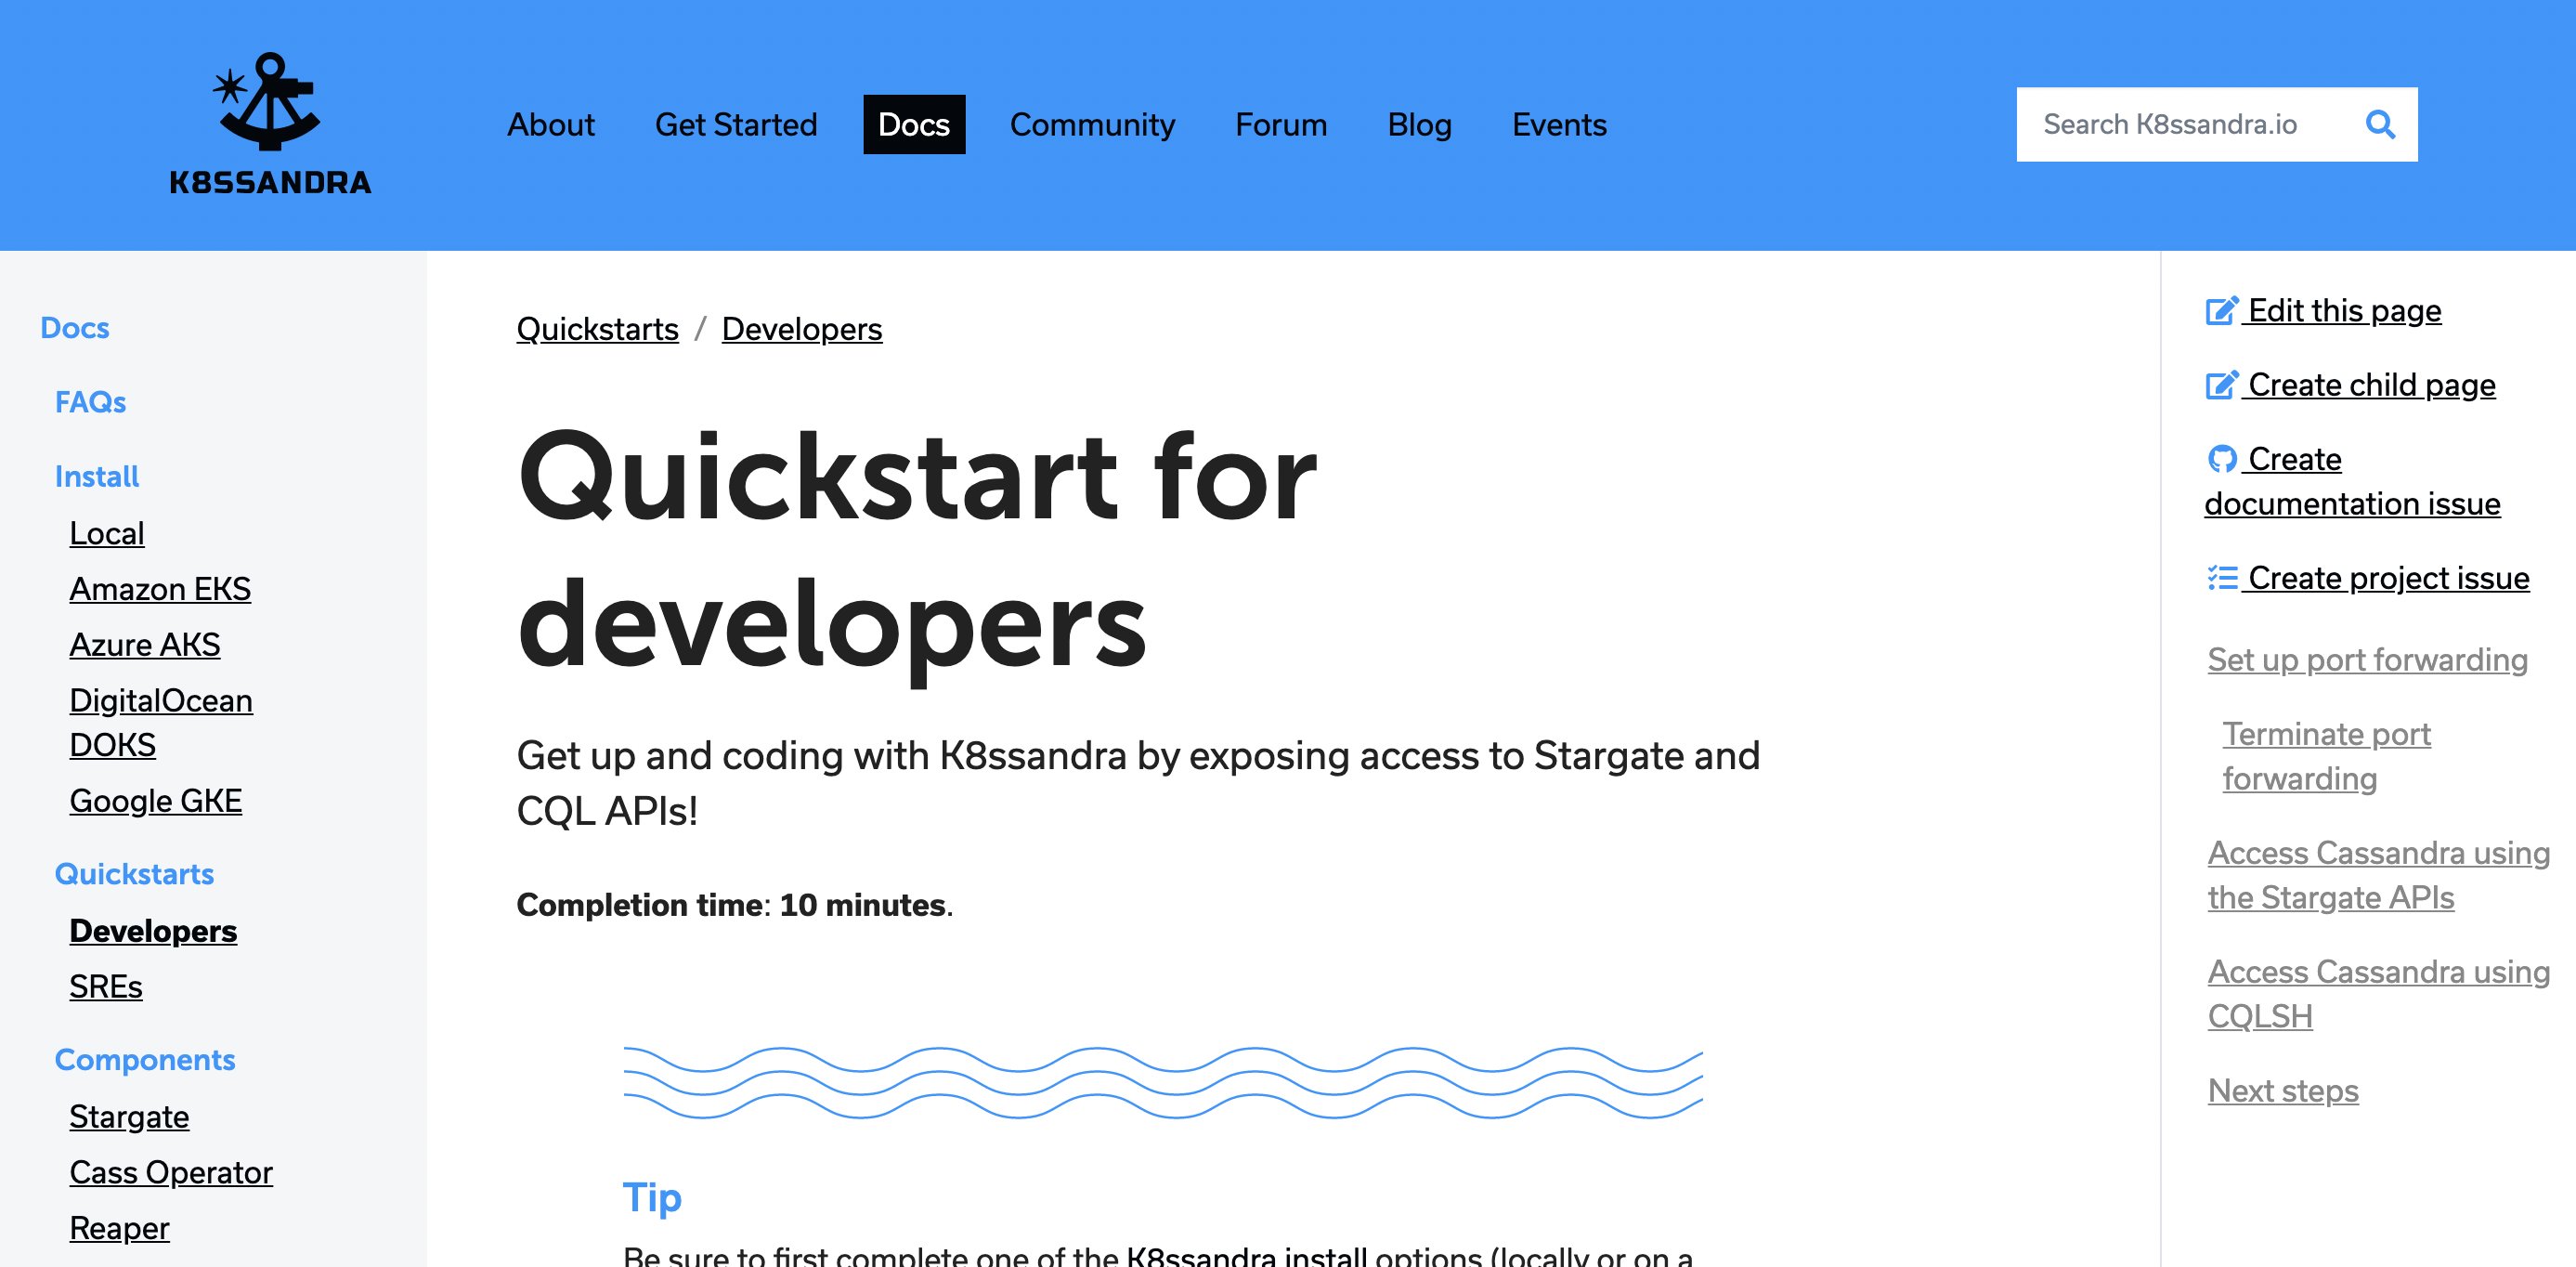 K8SSANDRA
About Get Started Docs Community Forum Blog Events
Search K8ssandra.io
Docs
FAQs
Install
Local
Amazon EKS
Azure AKS
DigitalOcean
DOKS
Google GKE
Quickstarts
Developers
SREs
Components
Stargate
Cass Operator
Reaper
Quickstarts / Developers
Quickstart for
developers
Get up and coding with K8ssandra by exposing access to Stargate and
CQL APIs!
Completion time: 10 minutes.
Tip
Be sure to first complete one of the K8ssandra install options (locally or on a
Edit this page
Create child page
Create
documentation issue
Create project issue
Set up port forwarding
Terminate port
forwarding
Access Cassandra using
the Stargate APIs
Access Cassandra using
CQLSH
Next steps